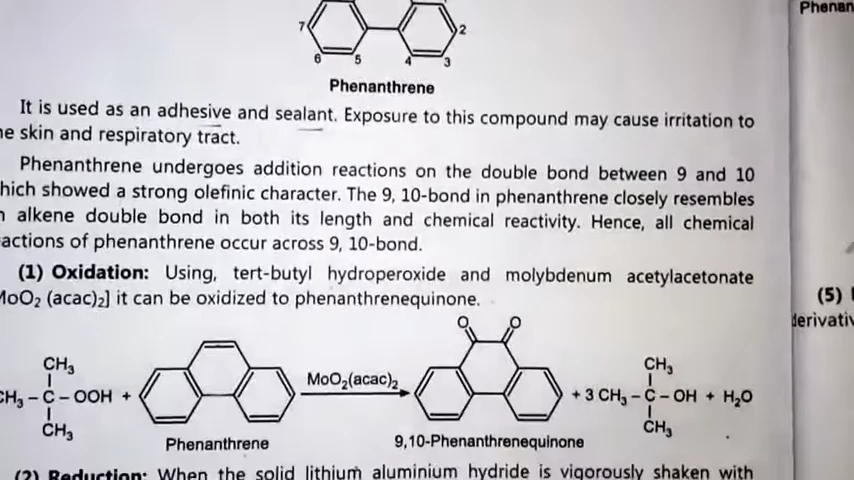 Phenan
7
2
6
5
4
3
Phenanthrene
It is used as an adhesive and sealant. Exposure to this compound may cause irritation to
skin and respiratory tract.
Phenanthrene undergoes addition reactions on the double bond between 9 and 10
hich showed a strong olefinic character. The 9, 10-bond in phenanthrene closely resembles
alkene double bond in both its length and chemical reactivity. Hence, all chemical
actions of phenanthrene occur across 9, 10-bond.
(1) Oxidation: Using, tert-butyl hydroperoxide and molybdenum acetylacetonate
MoO₂ (acac)₂] it can be oxidized to phenanthrenequinone.
(5)
derivativ
O O
CH₃ CH₃
CH₃ – C – OOH + MoO₂(acac)₂ + 3 CH₃ – C – OH + H₂O
CH₃ CH₃
Phenanthrene 9,10-Phenanthrenequinone
(2) Reduction: When the solid lithium aluminium hydride is vigorously shaken with